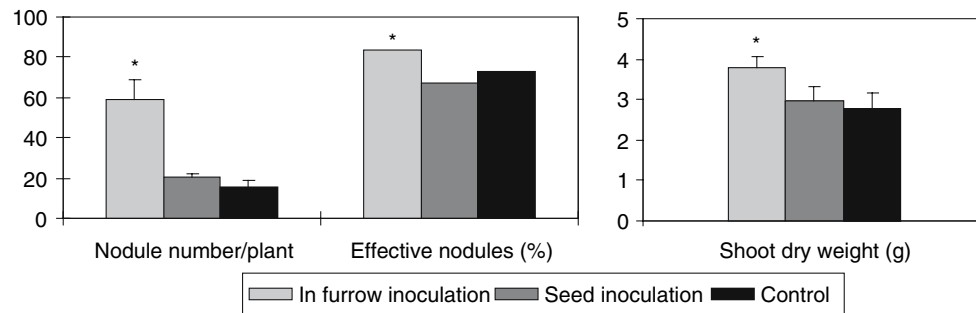 100
80
60
40
20
0
*
*
Nodule number/plant
Effective nodules (%)
5
4
3
2
1
0
*
Shoot dry weight (g)
In furrow inoculation
Seed inoculation
Control